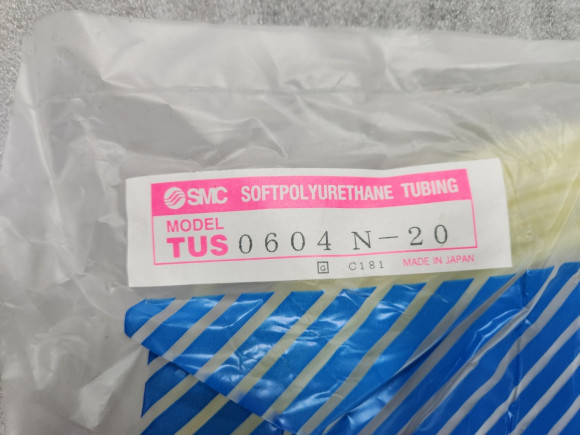 SMC SOFTPOLYURETHANE TUBING
MODEL
TUS 0604 N-20
G C181 MADE IN JAPAN